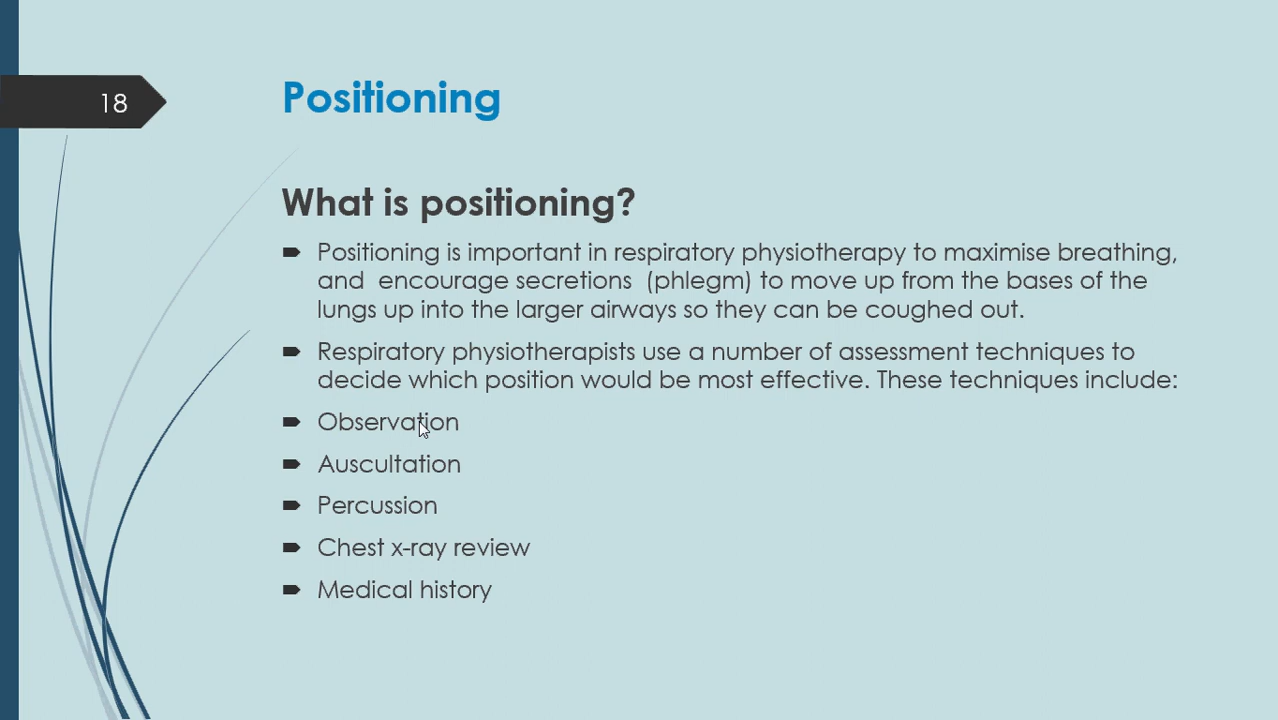 18
Positioning
What is positioning?
Positioning is important in respiratory physiotherapy to maximise breathing,
and  encourage secretions  (phlegm) to move up from the bases of the
lungs up into the larger airways so they can be coughed out.
Respiratory physiotherapists use a number of assessment techniques to
decide which position would be most effective. These techniques include:
Observation
Auscultation
Percussion
Chest x-ray review
Medical history